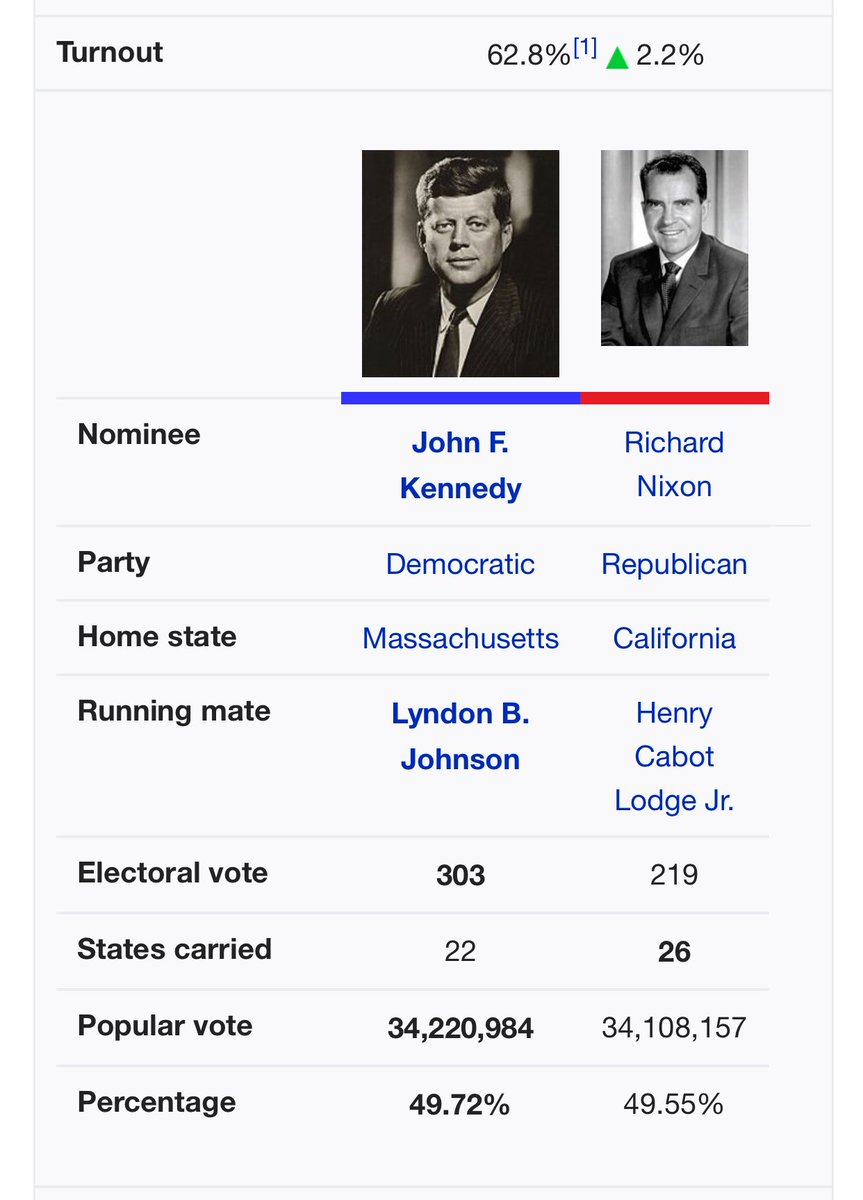 Turnout 62.8%[1] ▲ 2.2%
Nominee John F. Kennedy Richard Nixon
Party Democratic Republican
Home state Massachusetts California
Running mate Lyndon B. Johnson Henry Cabot Lodge Jr.
Electoral vote 303 219
States carried 22 26
Popular vote 34,220,984 34,108,157
Percentage 49.72% 49.55%